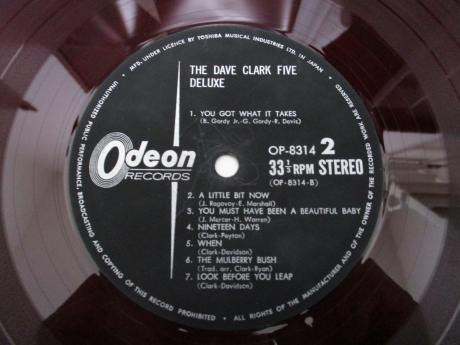 MFD. UNDER LICENCE BY TOSHIBA MUSICAL INDUSTRIES LTD. IN JAPAN •
ALL RIGHTS OF THE MANUFACTURER AND OF THE OWNER OF THE RECORDED WORK ARE RESERVED
UNAUTHORIZED PUBLIC PERFORMANCE, BROADCASTING AND COPYING OF THIS RECORD PROHIBITED •
THE DAVE CLARK FIVE
DELUXE
1. YOU GOT WHAT IT TAKES
(B. Gordy Jr.-G. Gordy-R. Davis)
Odeon
RECORDS
OP-8314 2
33 1/3 RPM STEREO
(OP-8314-B)
2. A LITTLE BIT NOW
(J. Ragovoy-E. Marshall)
3. YOU MUST HAVE BEEN A BEAUTIFUL BABY
(J. Mercer-H. Warren)
4. NINETEEN DAYS
(Clark-Payton)
5. WHEN
(Clark-Davidson)
6. THE MULBERRY BUSH
(Trad. arr. Clark-Ryan)
7. LOOK BEFORE YOU LEAP
(Clark-Davidson)